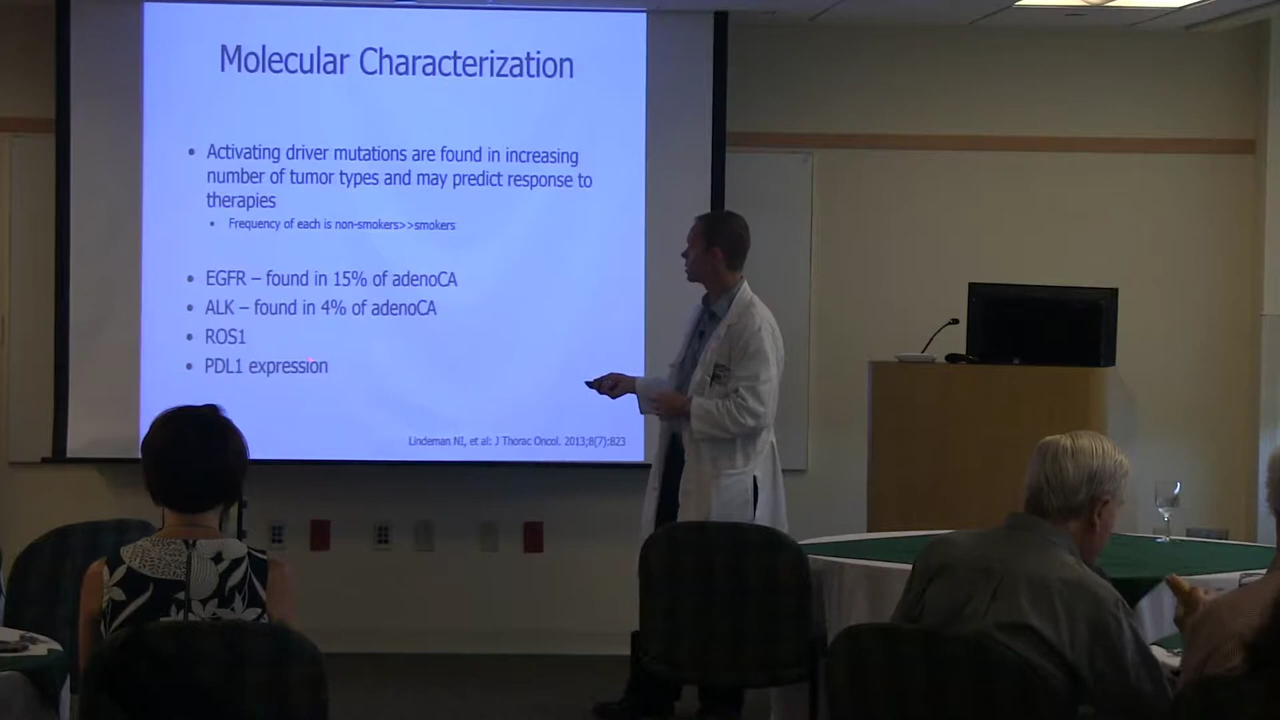 Molecular Characterization
• Activating driver mutations are found in increasing
number of tumor types and may predict response to
therapies
• Frequency of each is non-smokers>>smokers
• EGFR – found in 15% of adenoCA
• ALK – found in 4% of adenoCA
• ROS1
• PDL1 expression
Lindeman NI, et al: J Thorac Oncol. 2013;8(7):823